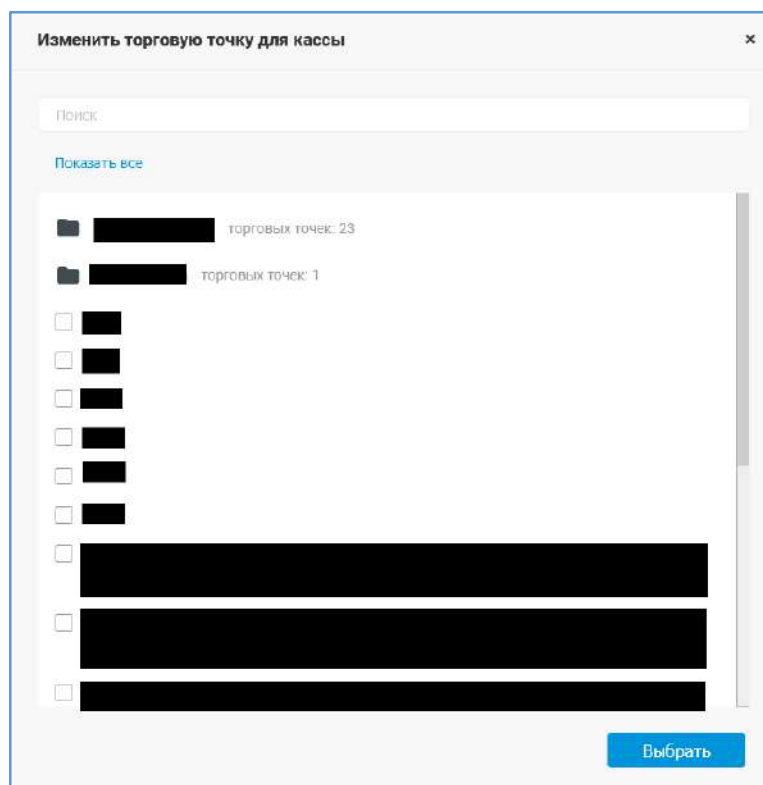 Изменить торговую точку для кассы ×
Поиск
Показать все
торговых точек: 23
торговых точек: 1
Выбрать